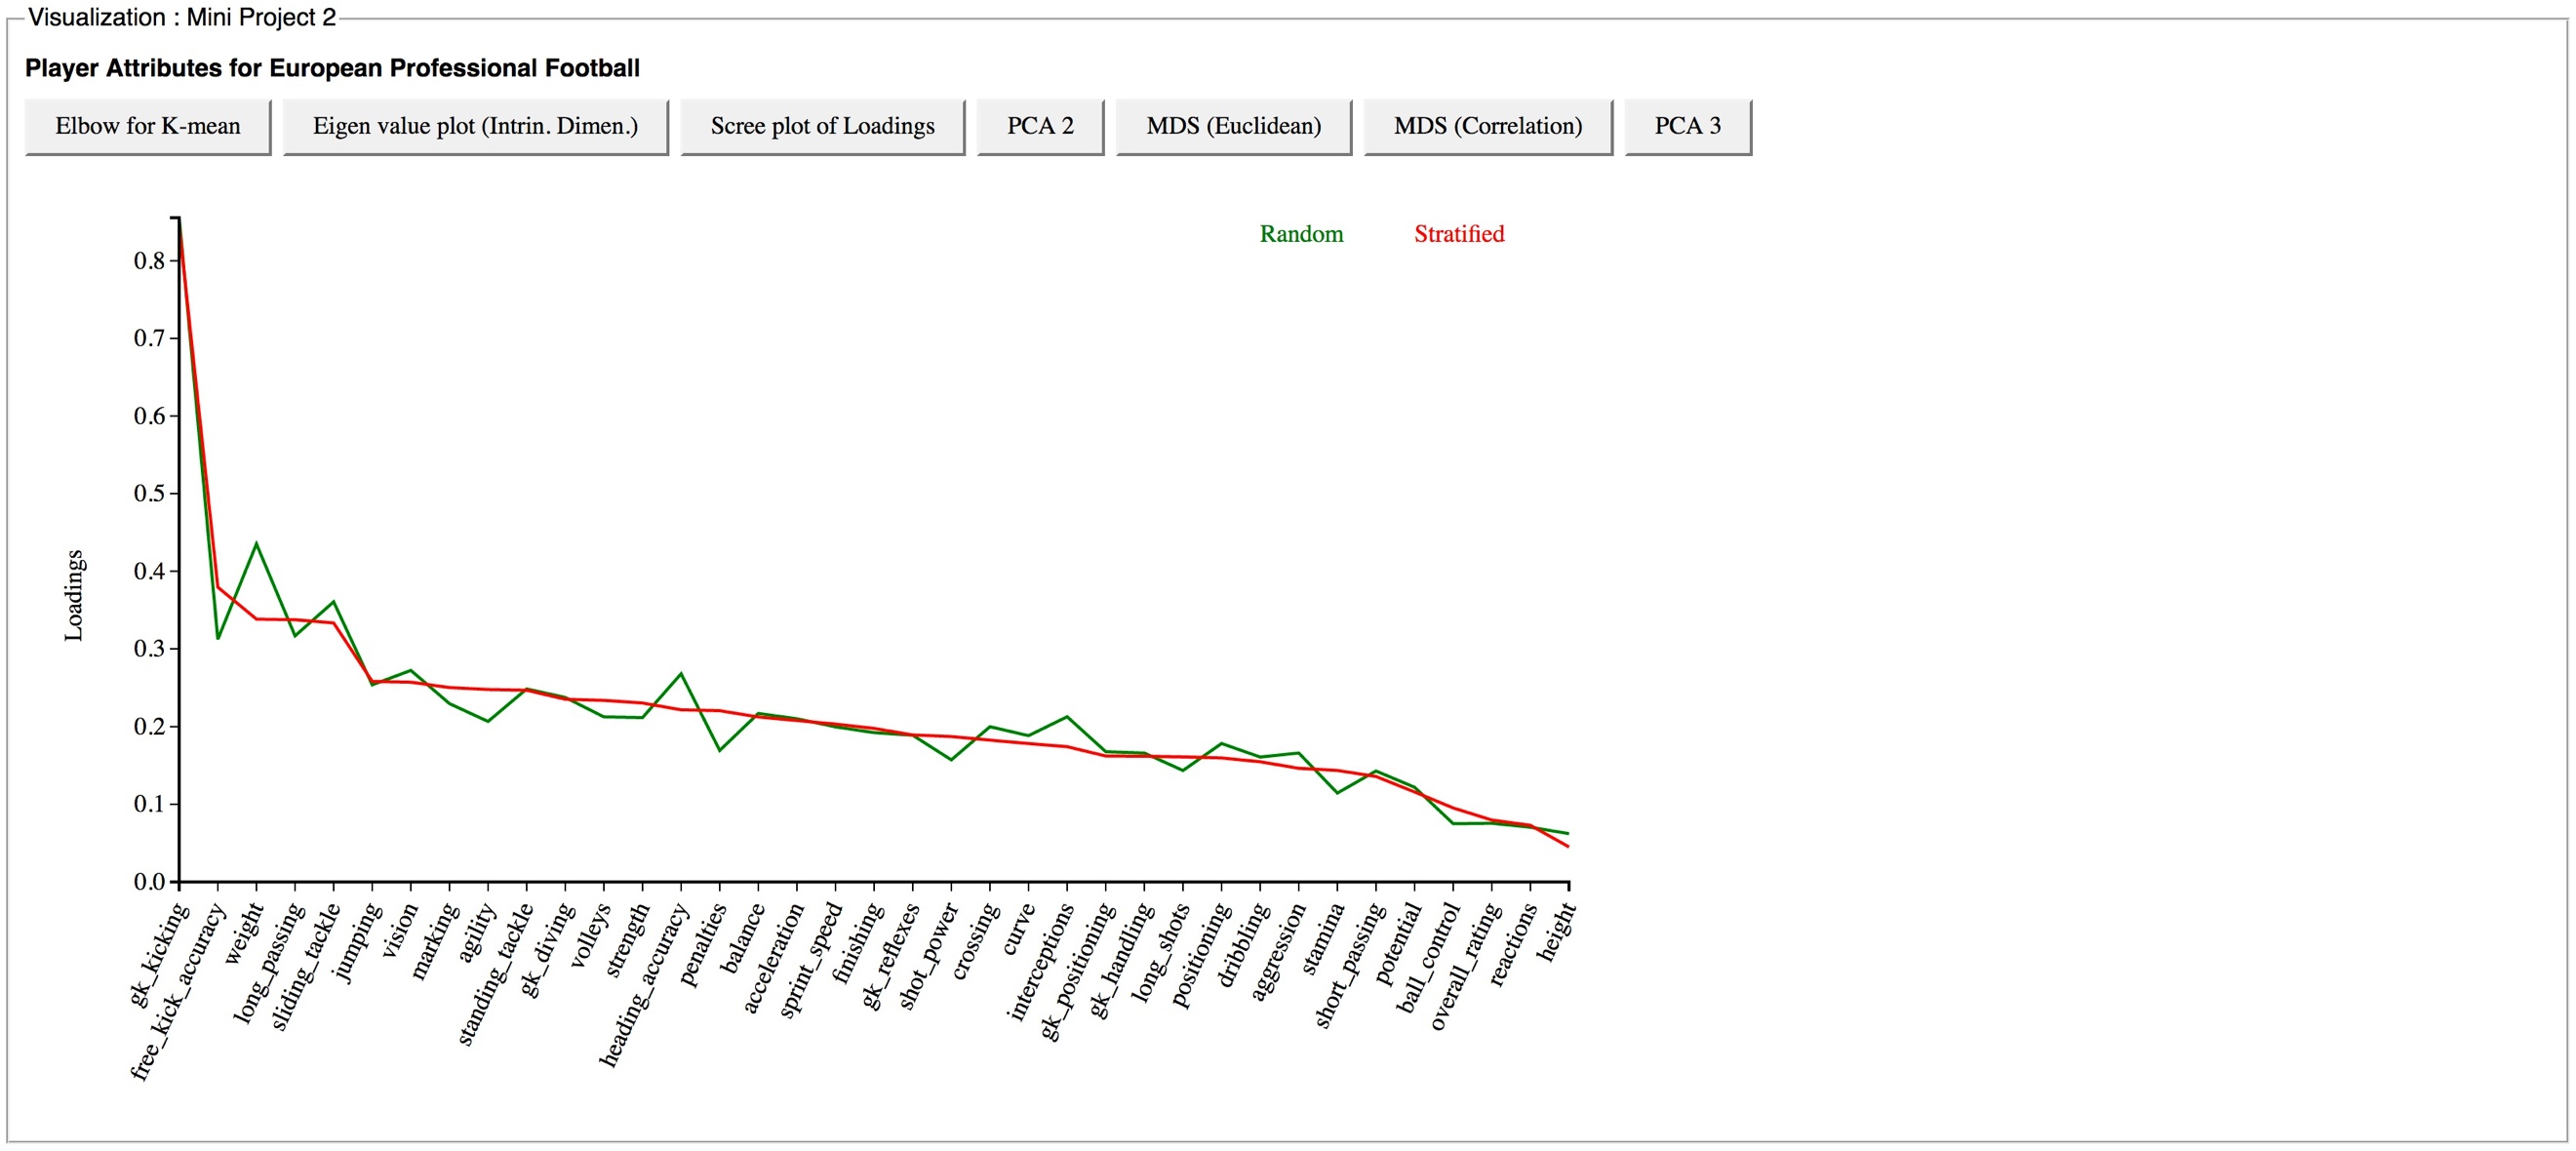 Visualization : Mini Project 2
Player Attributes for European Professional Football
Elbow for K-mean Eigen value plot (Intrin. Dimen.) Scree plot of Loadings PCA 2 MDS (Euclidean) MDS (Correlation) PCA 3
Random Stratified
0.8
0.7
0.6
0.5
0.4
0.3
0.2
0.1
0.0
Loadings
gk_kicking
free_kick_accuracy
weight
long_passing
sliding_tackle
jumping
vision
marking
agility
standing_tackle
gk_diving
volleys
strength
heading_accuracy
penalties
balance
acceleration
sprint_speed
finishing
gk_reflexes
shot_power
crossing
curve
interceptions
gk_positioning
gk_handling
long_shots
positioning
dribbling
aggression
stamina
short_passing
potential
ball_control
overall_rating
reactions
height